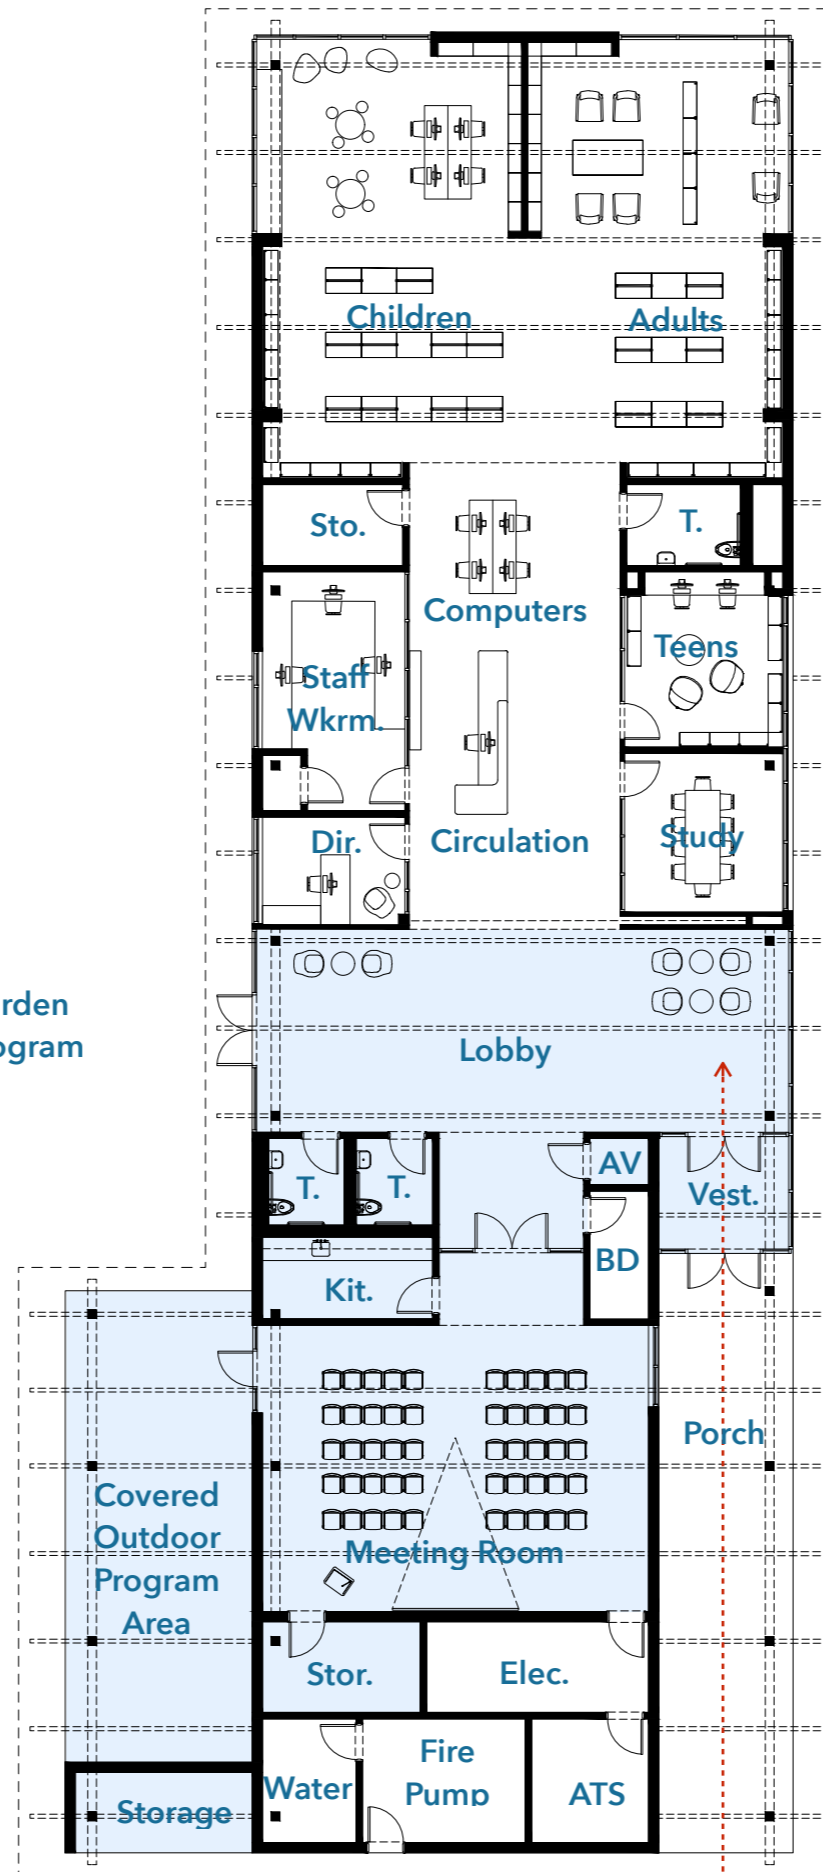 Children
Adults
Sto.
T.
Computers
Teens
Staff
Wkrm.
Dir.
Circulation
Study
rden
ogram
Lobby
T.
T.
AV
Vest.
BD
Kit.
Porch
Covered
Outdoor
Program
Area
Meeting Room
Stor.
Elec.
Water
Fire
Pump
ATS
Storage